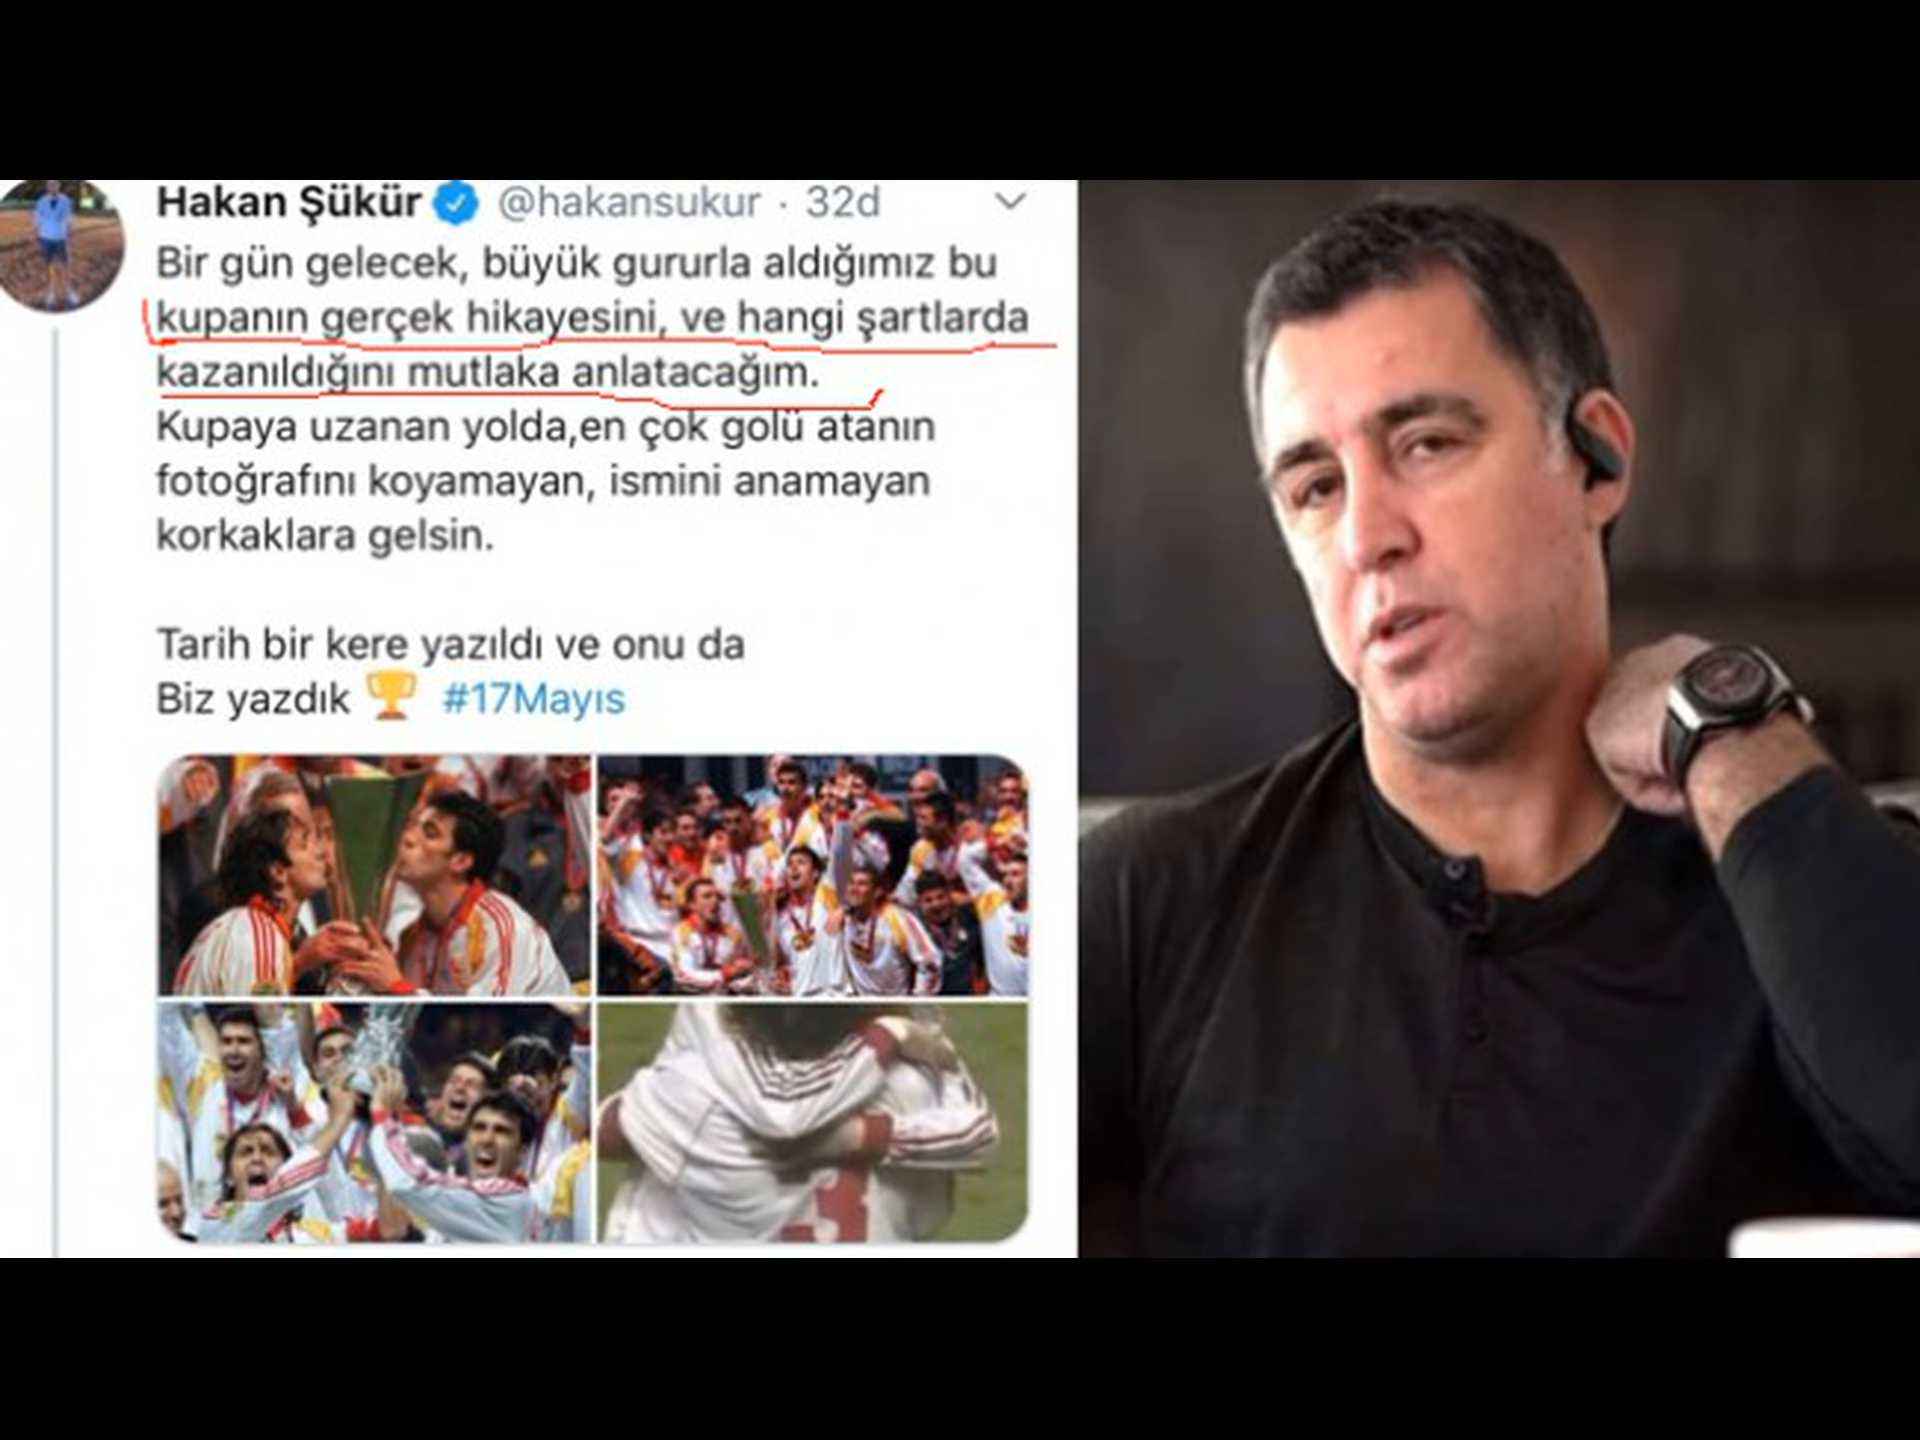 Hakan Şükür @hakansukur · 32d
Bir gün gelecek, büyük gururla aldığımız bu
kupanın gerçek hikayesini, ve hangi şartlarda
kazanıldığını mutlaka anlatacağım.
Kupaya uzanan yolda,en çok golü atanın
fotoğrafını koyamayan, ismini anamayan
korkaklara gelsin.
Tarih bir kere yazıldı ve onu da
Biz yazdık 🏆 #17Mayıs